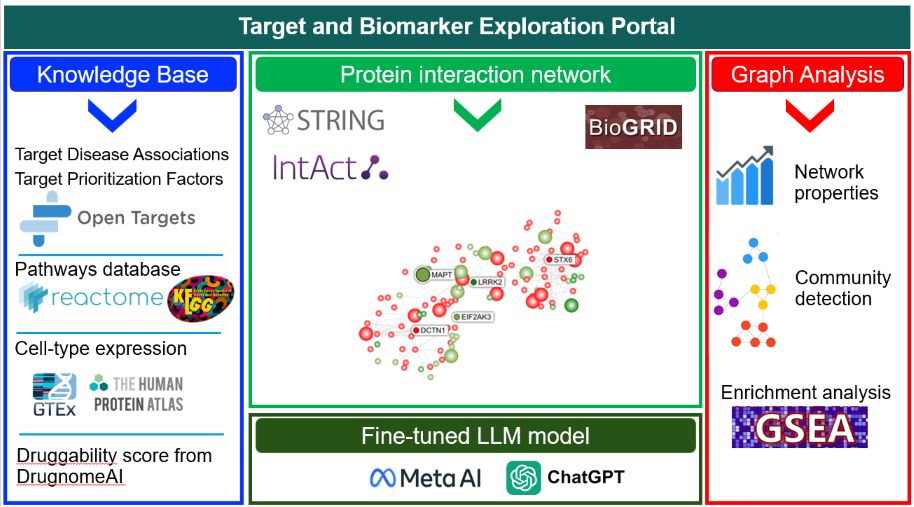 Target and Biomarker Exploration Portal
Knowledge Base
Target Disease Associations
Target Prioritization Factors
Open Targets
Pathways database
reactome
KEGG
Cell-type expression
GTEx
THE HUMAN
PROTEIN ATLAS
Druggability score from
DrugnomeAI
Protein interaction network
STRING
BioGRID
IntAct
STX6
MAPT
LRRK2
EIF2AK3
DCTN1
Fine-tuned LLM model
Meta AI
ChatGPT
Graph Analysis
Network
properties
Community
detection
Enrichment analysis
GSEA